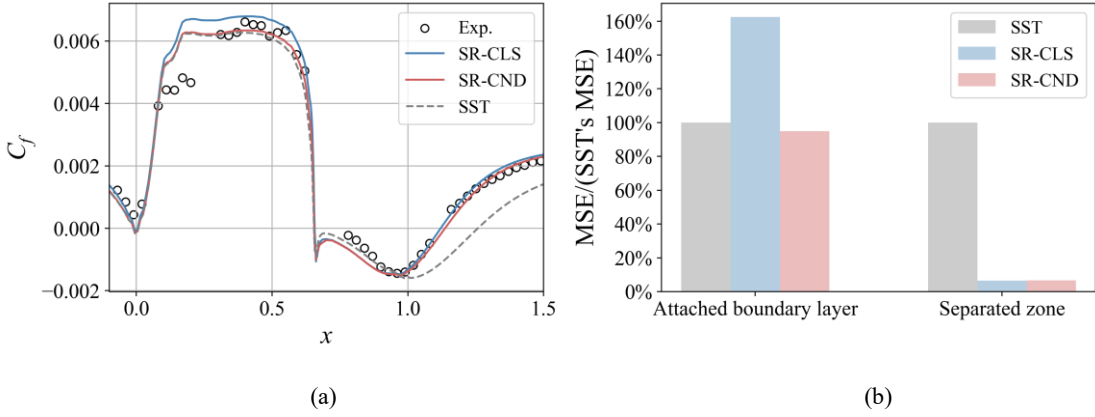 0.006
0.004
0.002
0.000
−0.002
C_f
0.0
0.5
1.0
1.5
x
Exp.
SR-CLS
SR-CND
SST
(a)
160%
140%
120%
100%
80%
60%
40%
20%
0%
MSE/(SST's MSE)
SST
SR-CLS
SR-CND
Attached boundary layer
Separated zone
(b)